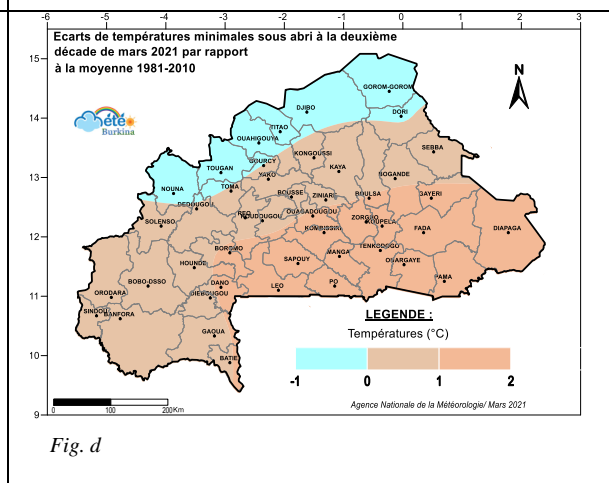 -6 -5 -4 -3 -2 -1 0 1 2 3
Ecarts de températures minimales sous abri à la deuxième
décade de mars 2021 par rapport
à la moyenne 1981-2010
15
14
13
12
11
10
9
N
Météo
Burkina
GOROM-GOROM
DJIBO
DORI
TITAO
OUAHIGOUYA
KONGOUSSI
SEBBA
GOURCY
TOUGAN
KAYA
YAKO
BOGANDE
NOUNA
TOMA
BOUSSE
ZINIARE
BOULSA
GAYERI
DEDOUGOU
REO
KOUDOUGOU
OUAGADOUGOU
SOLENSO
ZORGHO
KOUPELA
KOMBISSIRI
FADA
DIAPAGA
BOROMO
TENKODOGO
MANGA
HOUNDE
SAPOUY
OUARGAYE
BOBO-DSSO
DANO
LEO
PO
PAMA
ORODARA
DIEBOUGOU
SINDOU
BANFORA
GAOUA
BATIE
LEGENDE :
Températures (°C)
-1 0 1 2
0 100 200 Km
Agence Nationale de la Météorologie/ Mars 2021
Fig. d